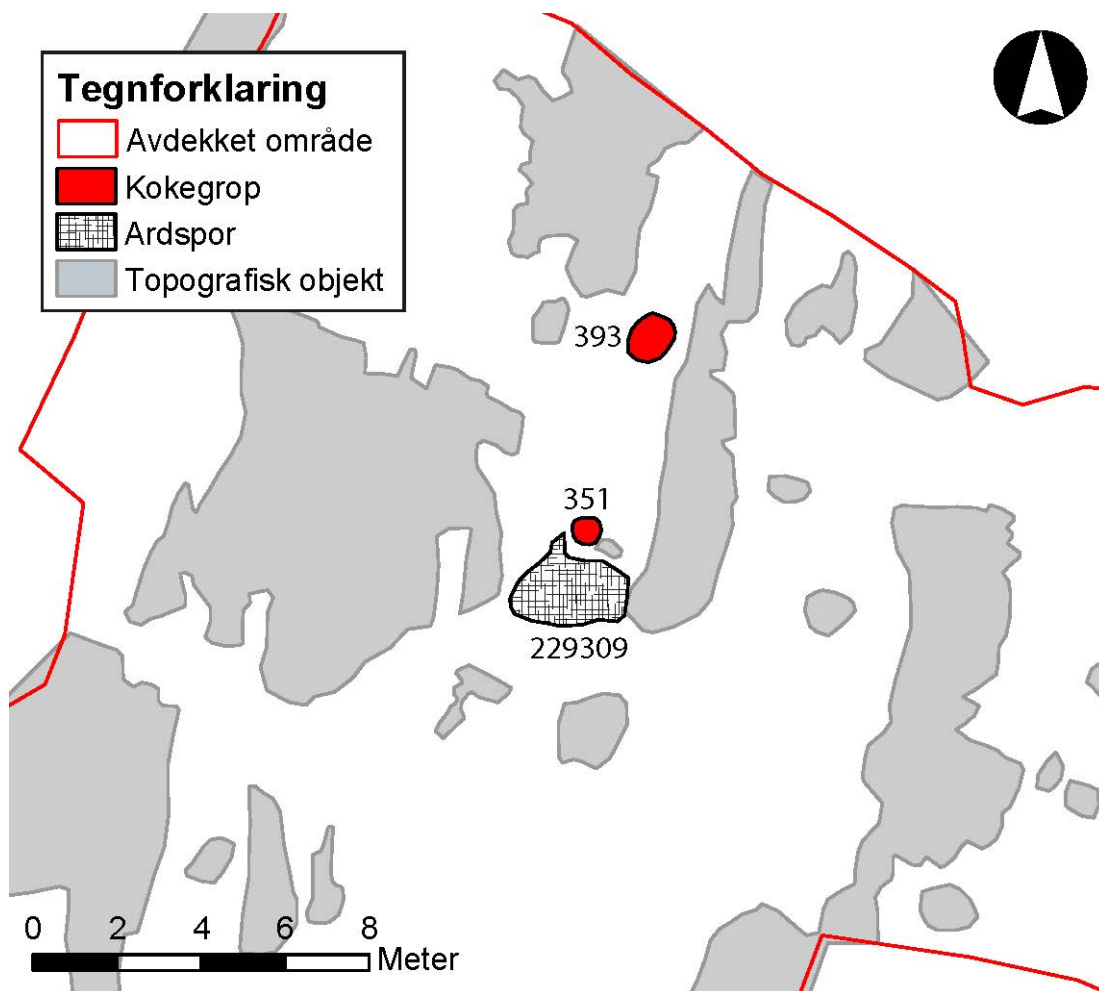 Tegnforklaring
Avdekket område
Kokegrop
Ardspor
Topografisk objekt
393
351
229309
0 2 4 6 8
Meter